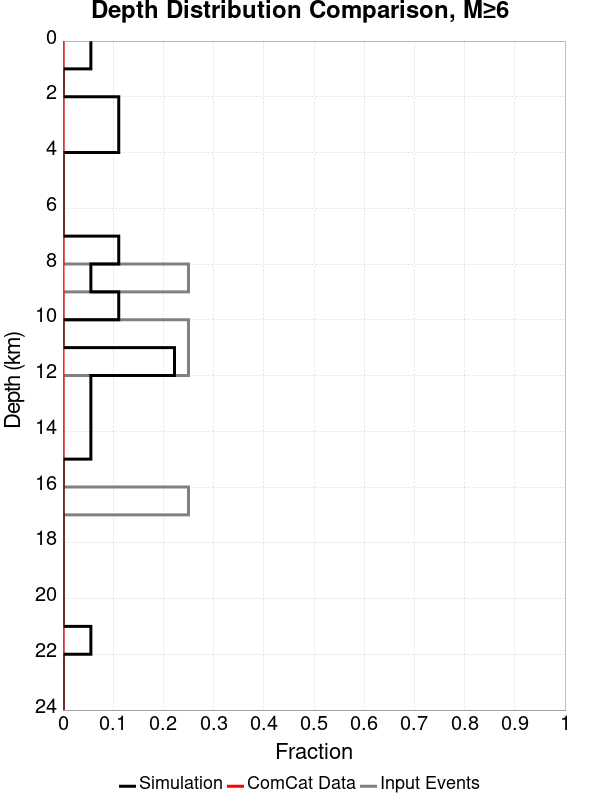 Depth Distribution Comparison, M≥6
0
2
4
6
8
10
12
14
16
18
20
22
24
Depth (km)
0 0.1 0.2 0.3 0.4 0.5 0.6 0.7 0.8 0.9 1
Fraction
Simulation ComCat Data Input Events